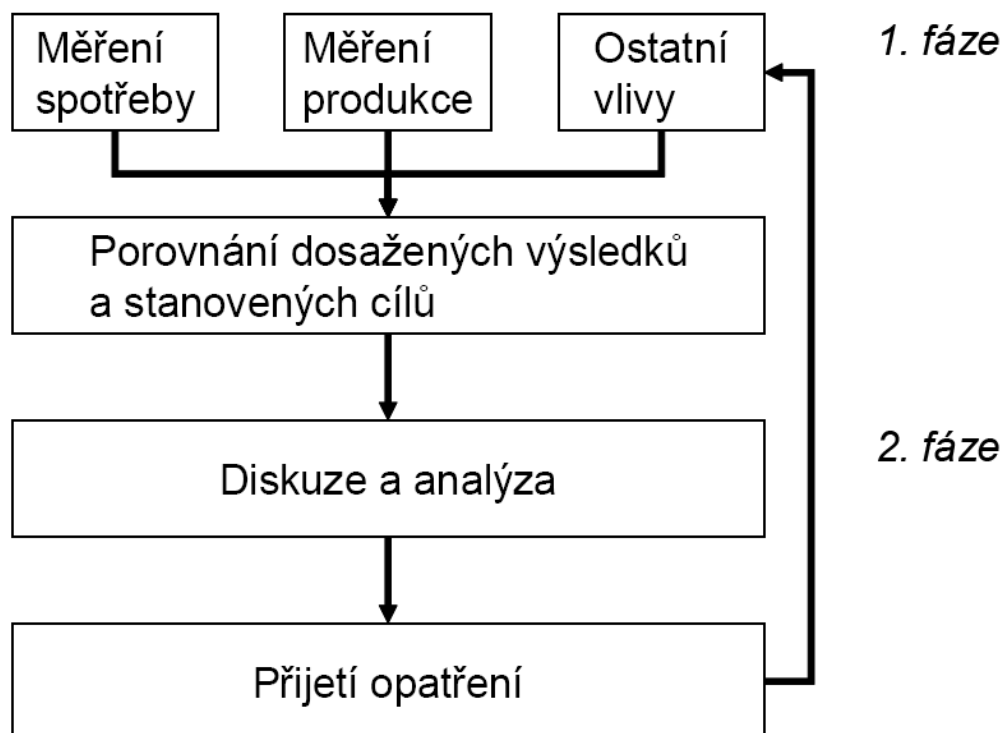 Měření
spotřeby
Měření
produkce
Ostatní
vlivy
1. fáze
Porovnání dosažených výsledků
a stanovených cílů
Diskuze a analýza
2. fáze
Přijetí opatření